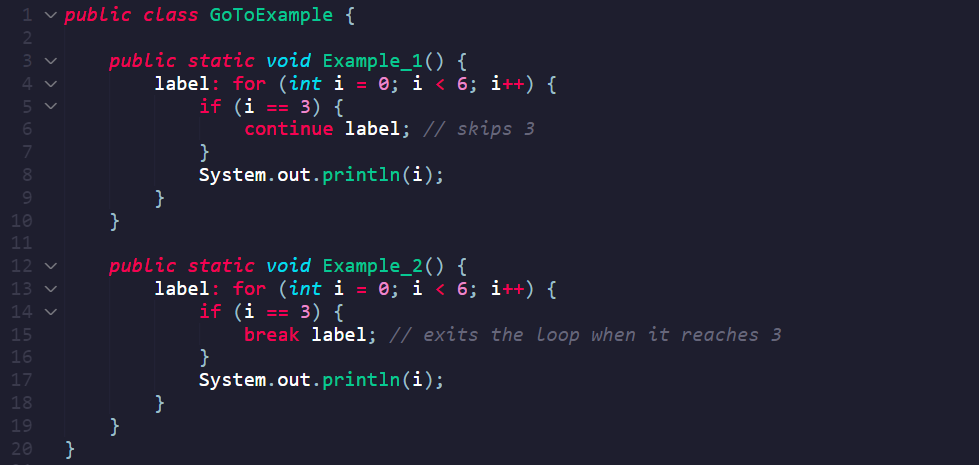 1 public class GoToExample {
2
3     public static void Example_1() {
4         label: for (int i = 0; i < 6; i++) {
5             if (i == 3) {
6                 continue label; // skips 3
7             }
8             System.out.println(i);
9         }
10     }
11
12     public static void Example_2() {
13         label: for (int i = 0; i < 6; i++) {
14             if (i == 3) {
15                 break label; // exits the loop when it reaches 3
16             }
17             System.out.println(i);
18         }
19     }
20 }